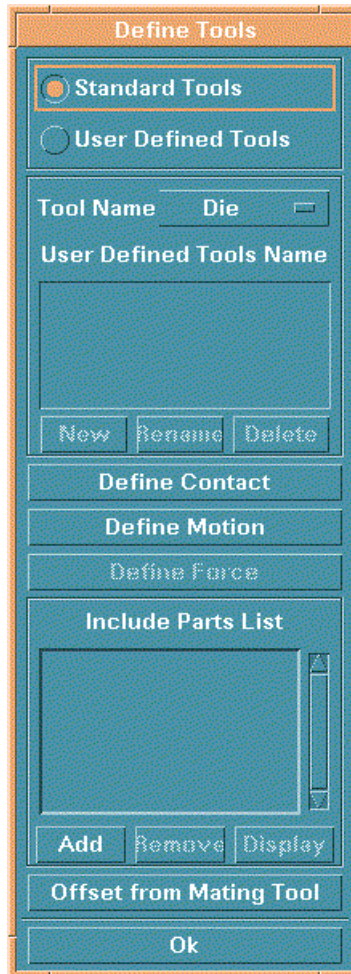 Define Tools
Standard Tools
User Defined Tools
Tool Name Die
User Defined Tools Name
New Rename Delete
Define Contact
Define Motion
Define Force
Include Parts List
Add Remove Display
Offset from Mating Tool
Ok